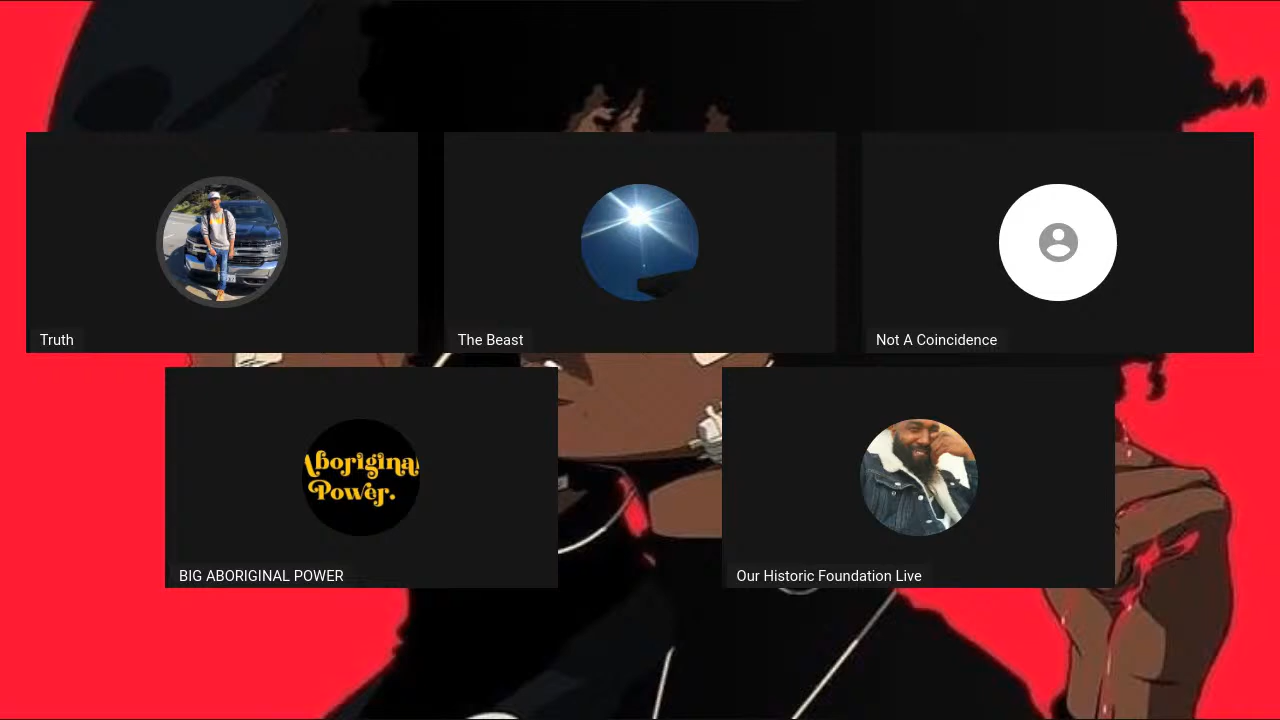 Truth
The Beast
Not A Coincidence
Aboriginal
Power.
BIG ABORIGINAL POWER
Our Historic Foundation Live